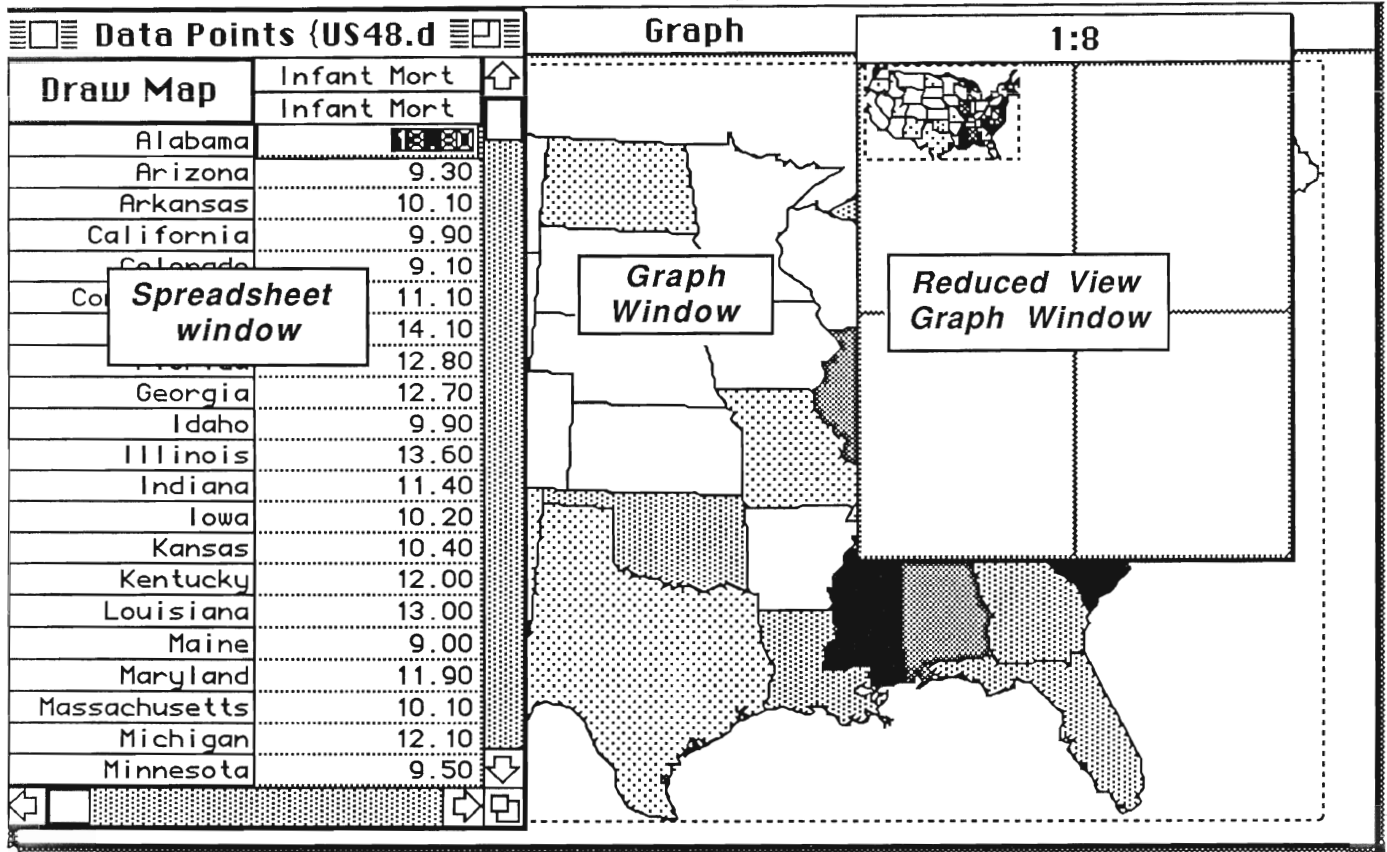 Data Points {US48.d
Graph
1:8
Draw Map
Infant Mort
Infant Mort
Alabama
Arizona 9.30
Arkansas 10.10
California 9.90
Colorado 9.10
11.10
14.10
12.80
Georgia 12.70
Idaho 9.90
Illinois 13.60
Indiana 11.40
Iowa 10.20
Kansas 10.40
Kentucky 12.00
Louisiana 13.00
Maine 9.00
Maryland 11.90
Massachusetts 10.10
Michigan 12.10
Minnesota 9.50
Spreadsheet
window
Graph
Window
Reduced View
Graph Window